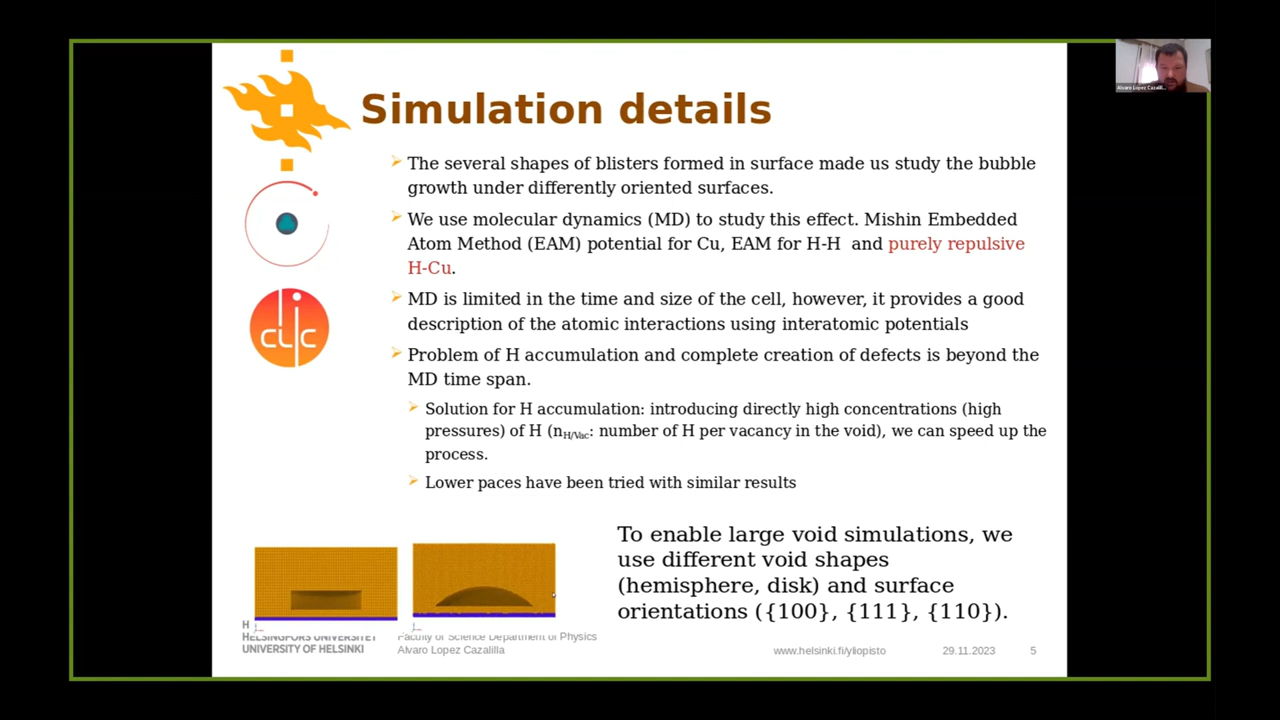 Simulation details
The several shapes of blisters formed in surface made us study the bubble
growth under differently oriented surfaces.
We use molecular dynamics (MD) to study this effect. Mishin Embedded
Atom Method (EAM) potential for Cu, EAM for H-H and purely repulsive
H-Cu.
MD is limited in the time and size of the cell, however, it provides a good
description of the atomic interactions using interatomic potentials
Problem of H accumulation and complete creation of defects is beyond the
MD time span.
Solution for H accumulation: introducing directly high concentrations (high
pressures) of H (nH/Vac: number of H per vacancy in the void), we can speed up the
process.
Lower paces have been tried with similar results
To enable large void simulations, we
use different void shapes
(hemisphere, disk) and surface
orientations ({100}, {111}, {110}).
clic
H
HELSINGFORS UNIVERSITET
UNIVERSITY OF HELSINKI
Faculty of Science Department of Physics
Alvaro Lopez Cazalilla
www.helsinki.fi/yliopisto
29.11.2023
5
Alvaro Lopez Cazalill...